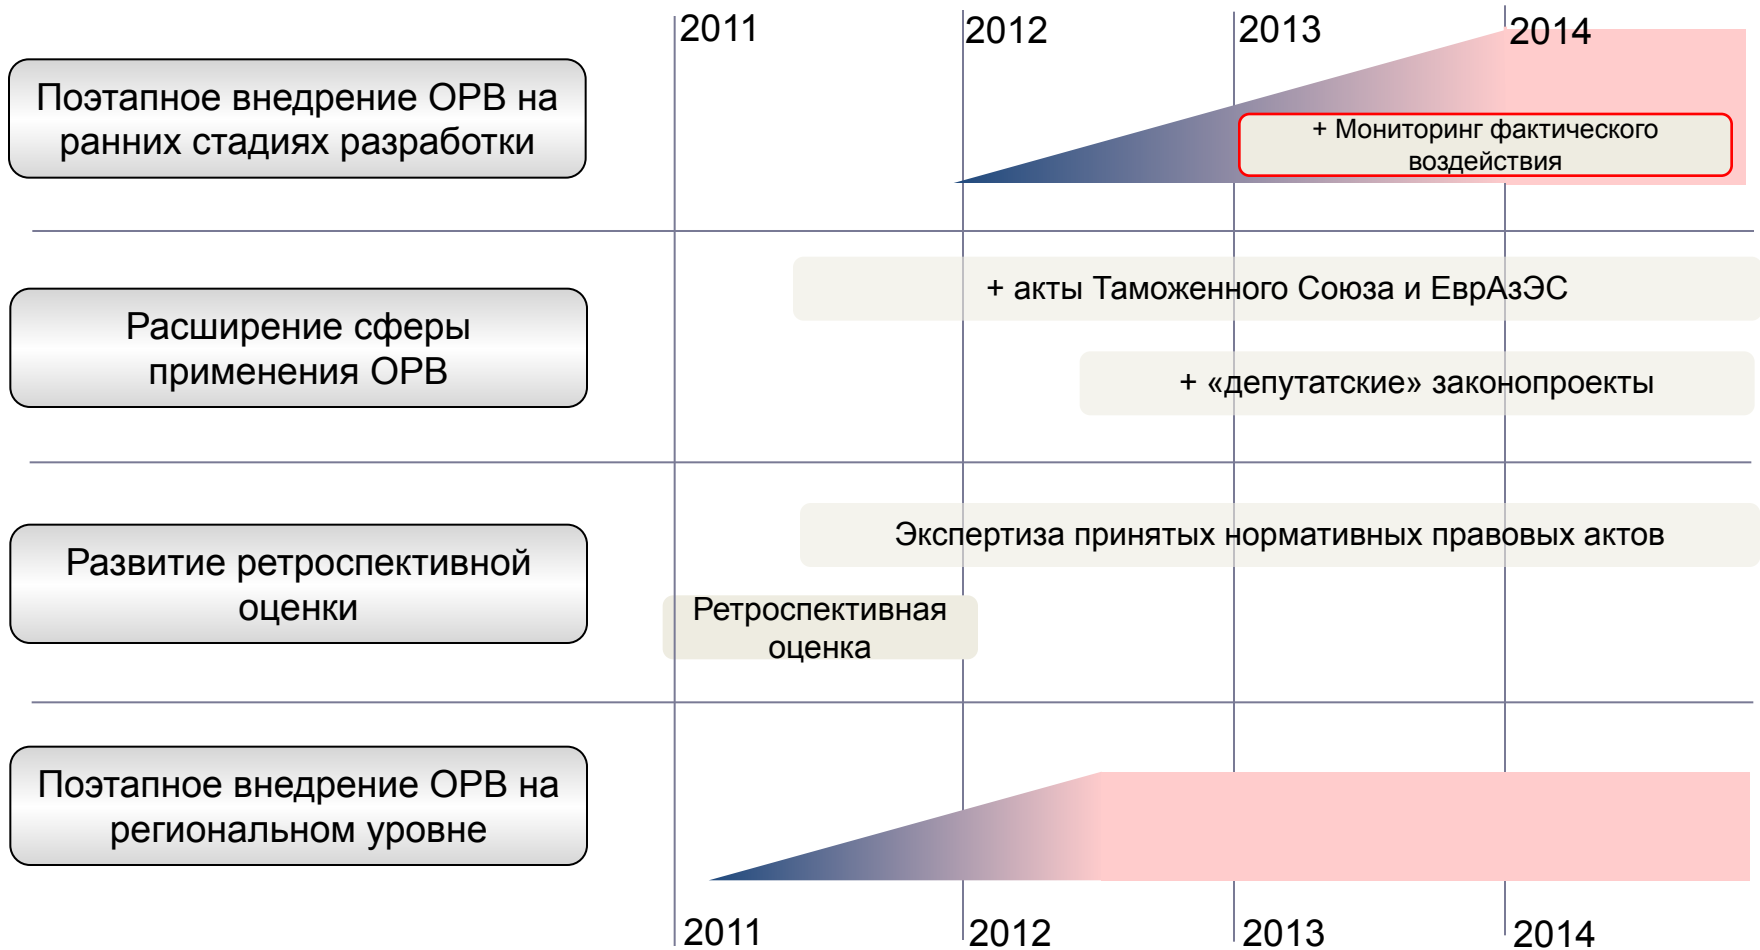 2011
2012
2013
2014
Поэтапное внедрение ОРВ на
ранних стадиях разработки
+ Мониторинг фактического
воздействия
Расширение сферы
применения ОРВ
+ акты Таможенного Союза и ЕврАзЭС
+ «депутатские» законопроекты
Развитие ретроспективной
оценки
Экспертиза принятых нормативных правовых актов
Ретроспективная
оценка
Поэтапное внедрение ОРВ на
региональном уровне
2011
2012
2013
2014